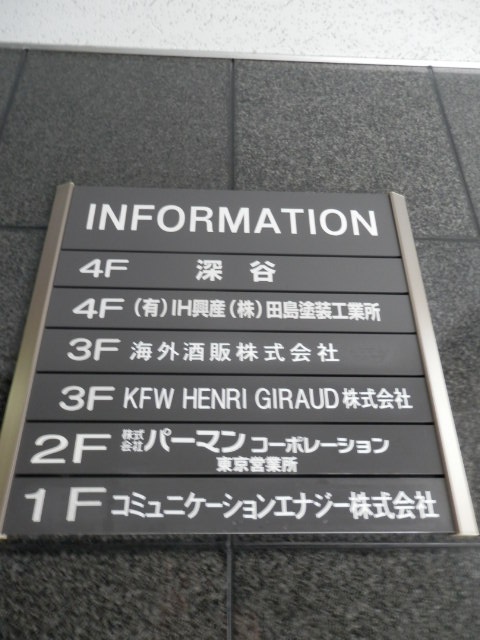 INFORMATION
4F 深谷
4F (有)IH興産(株)田島塗装工業所
3F 海外酒販株式会社
3F KFW HENRI GIRAUD株式会社
2F 株式会社パーマンコーポレーション
東京営業所
1F コミュニケーションエナジー株式会社